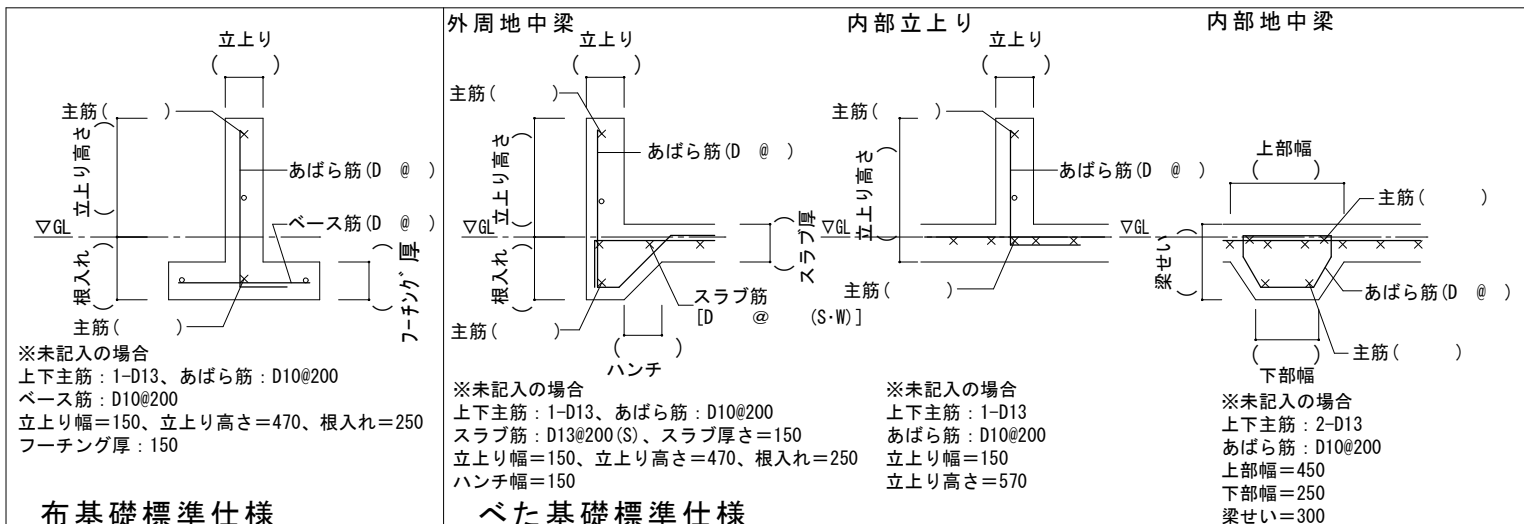 立上り
(　　)
主筋(　　)
立上り高さ
(　　)
あばら筋(D　@　)
ベース筋(D　@　)
▽GL
根入れ
(　　)
フーチング厚
(　　)
主筋(　　)
※未記入の場合
上下主筋：1-D13、あばら筋：D10@200
ベース筋：D10@200
立上り幅＝150、立上り高さ＝470、根入れ＝250
フーチング厚：150
布基礎標準仕様
外周地中梁
立上り
(　　)
主筋(　　)
立上り高さ
(　　)
あばら筋(D　@　)
▽GL
根入れ
(　　)
スラブ厚
(　　)
スラブ筋
[D　　@　　(S・W)]
主筋(　　)
(　　)
ハンチ
※未記入の場合
上下主筋：1-D13、あばら筋：D10@200
スラブ筋：D13@200(S)、スラブ厚さ＝150
立上り幅＝150、立上り高さ＝470、根入れ＝250
ハンチ幅＝150
べた基礎標準仕様
内部立上り
立上り
(　　)
主筋(　　)
立上り高さ
(　　)
あばら筋(D　@　)
▽GL
主筋(　　)
※未記入の場合
上下主筋：1-D13
あばら筋：D10@200
立上り幅＝150
立上り高さ＝570
内部地中梁
上部幅
(　　)
主筋(　　)
▽GL
梁せい
(　　)
あばら筋(D　@　)
主筋(　　)
(　　)
下部幅
※未記入の場合
上下主筋：2-D13
あばら筋：D10@200
上部幅＝450
下部幅＝250
梁せい＝300